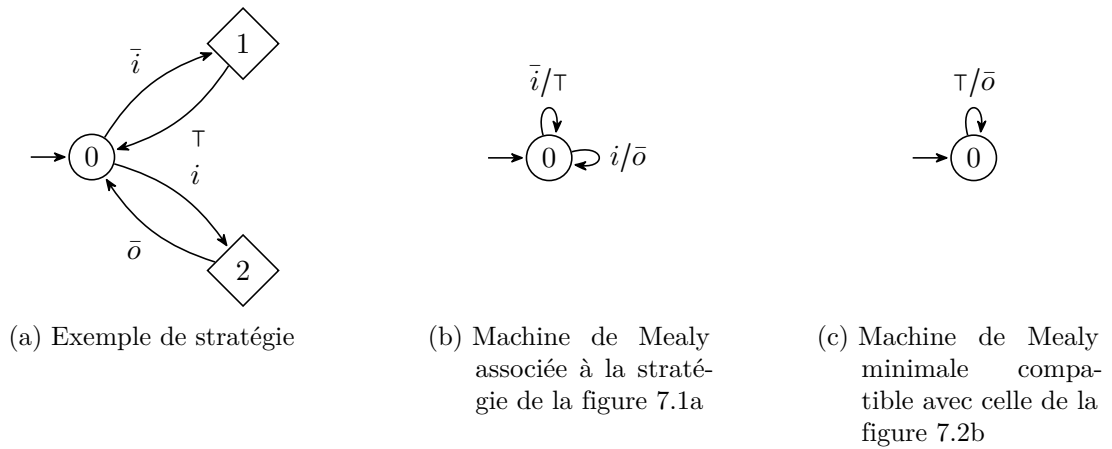 1
i̅
i̅/⊤
⊤/o̅
⊤
0
0
i/o̅
0
i
o̅
2
(a) Exemple de stratégie
(b) Machine de Mealy
associée à la straté-
gie de la figure 7.1a
(c) Machine de Mealy
minimale compa-
tible avec celle de la
figure 7.2b